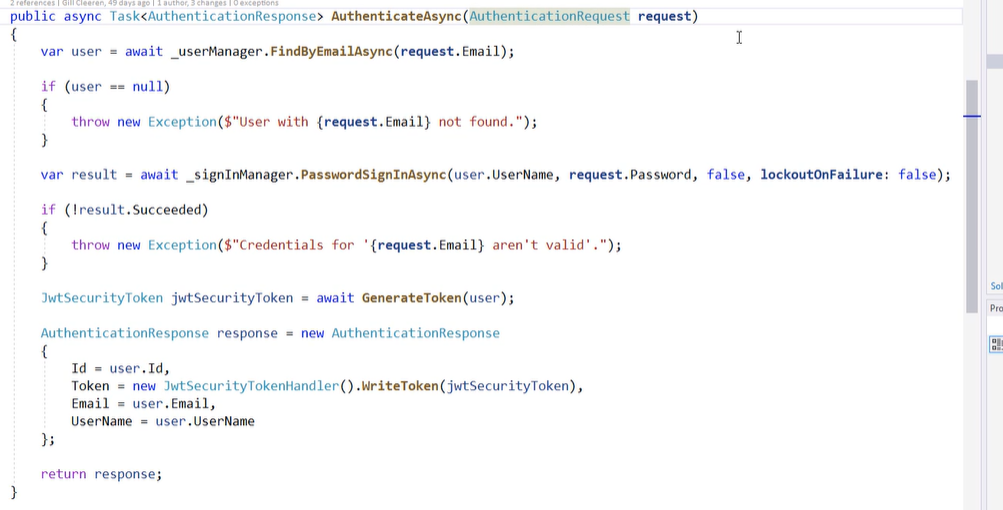 2 references | Gill Cleeren, 49 days ago | 1 author, 3 changes | 0 exceptions
public async Task<AuthenticationResponse> AuthenticateAsync(AuthenticationRequest request)
{
    var user = await _userManager.FindByEmailAsync(request.Email);

    if (user == null)
    {
        throw new Exception($"User with {request.Email} not found.");
    }

    var result = await _signInManager.PasswordSignInAsync(user.UserName, request.Password, false, lockoutOnFailure: false);

    if (!result.Succeeded)
    {
        throw new Exception($"Credentials for '{request.Email} aren't valid'.");
    }

    JwtSecurityToken jwtSecurityToken = await GenerateToken(user);

    AuthenticationResponse response = new AuthenticationResponse
    {
        Id = user.Id,
        Token = new JwtSecurityTokenHandler().WriteToken(jwtSecurityToken),
        Email = user.Email,
        UserName = user.UserName
    };

    return response;
}
Sol
Pro